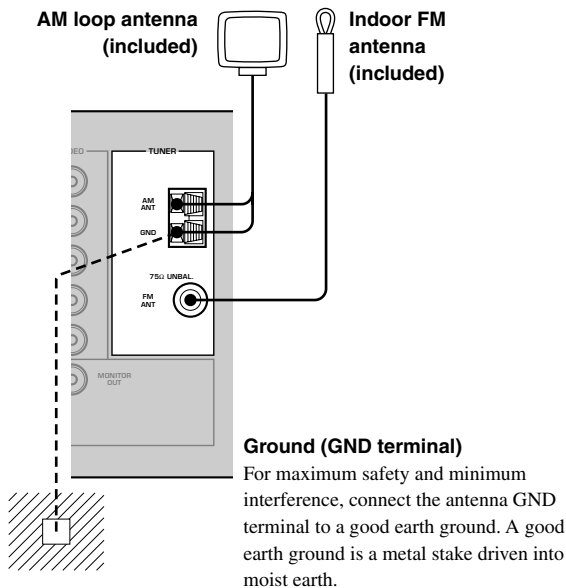 AM loop antenna
(included)
Indoor FM
antenna
(included)
TUNER
AM
ANT
GND
75Ω UNBAL.
FM
ANT
MONITOR
OUT
Ground (GND terminal)
For maximum safety and minimum
interference, connect the antenna GND
terminal to a good earth ground. A good
earth ground is a metal stake driven into
moist earth.